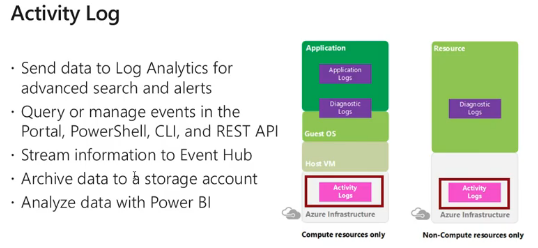 Activity Log
· Send data to Log Analytics for
advanced search and alerts
· Query or manage events in the
Portal, PowerShell, CLI, and REST API
· Stream information to Event Hub
· Archive data to a storage account
· Analyze data with Power BI
Application
Application
Logs
Diagnostic
Logs
Guest OS
Host VM
Activity
Logs
Azure Infrastructure
Compute resources only
Resource
Diagnostic
Logs
Activity
Logs
Azure Infrastructure
Non-Compute resources only